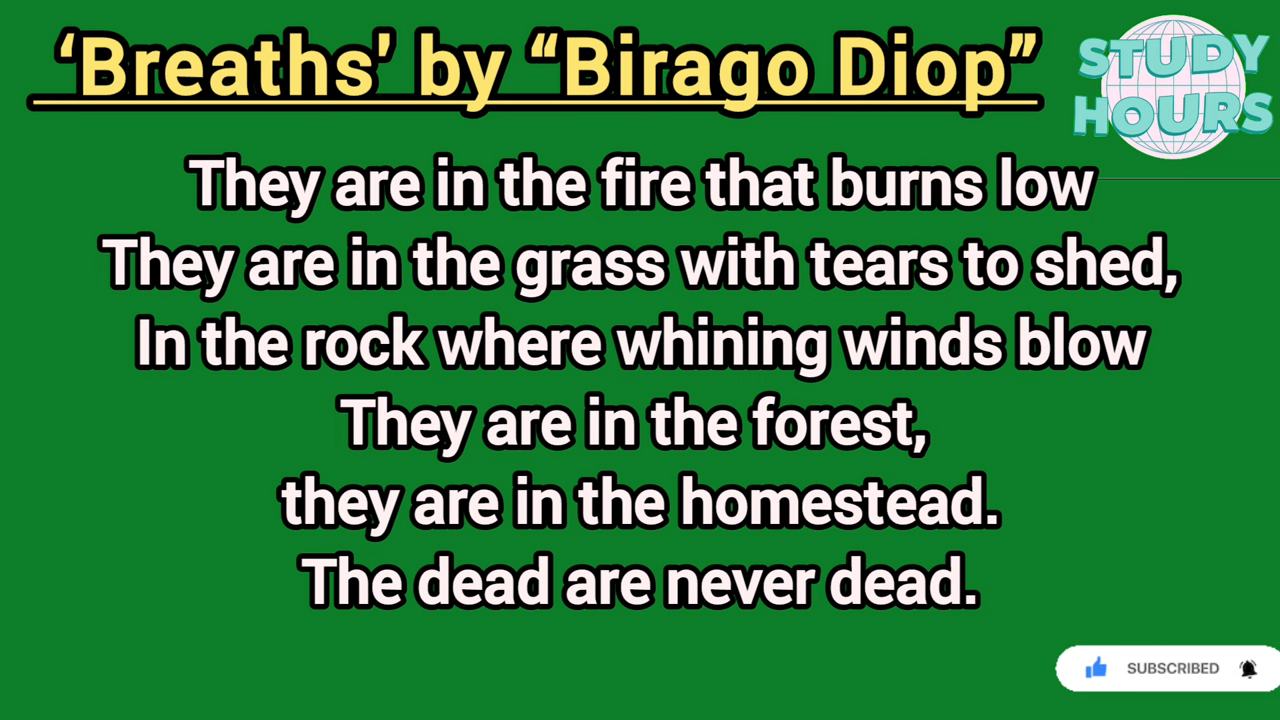 ‘Breaths’ by “Birago Diop”
STUDY
HOURS
They are in the fire that burns low
They are in the grass with tears to shed,
In the rock where whining winds blow
They are in the forest,
they are in the homestead.
The dead are never dead.
SUBSCRIBED